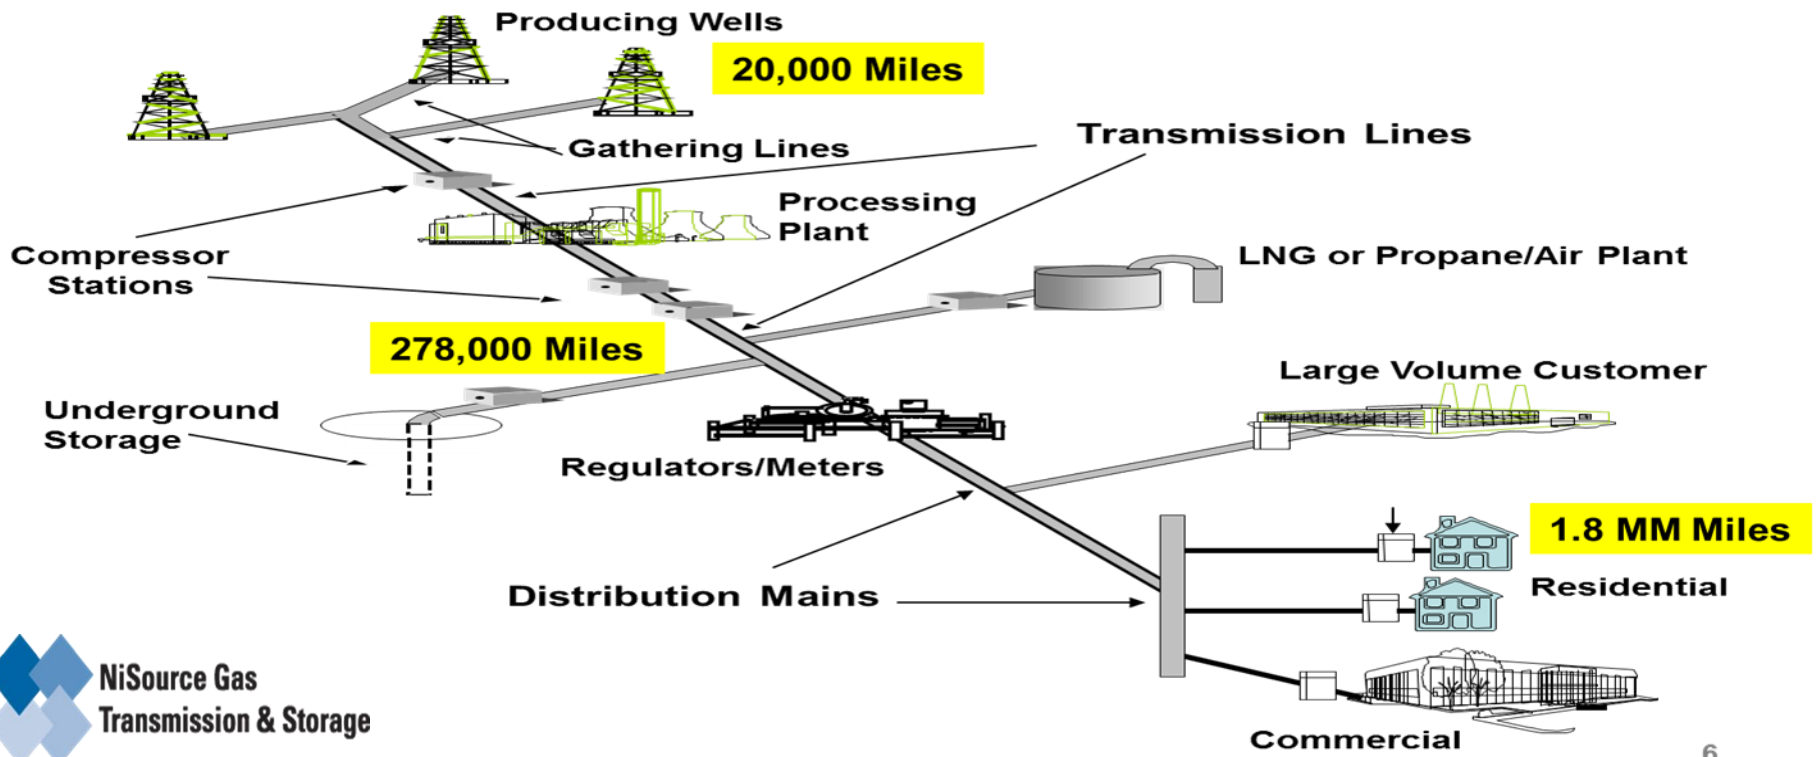 Producing Wells
20,000 Miles
Gathering Lines
Transmission Lines
Processing
Plant
Compressor
Stations
LNG or Propane/Air Plant
278,000 Miles
Large Volume Customer
Underground
Storage
Regulators/Meters
1.8 MM Miles
Residential
Distribution Mains
NiSource Gas
Transmission & Storage
Commercial
6